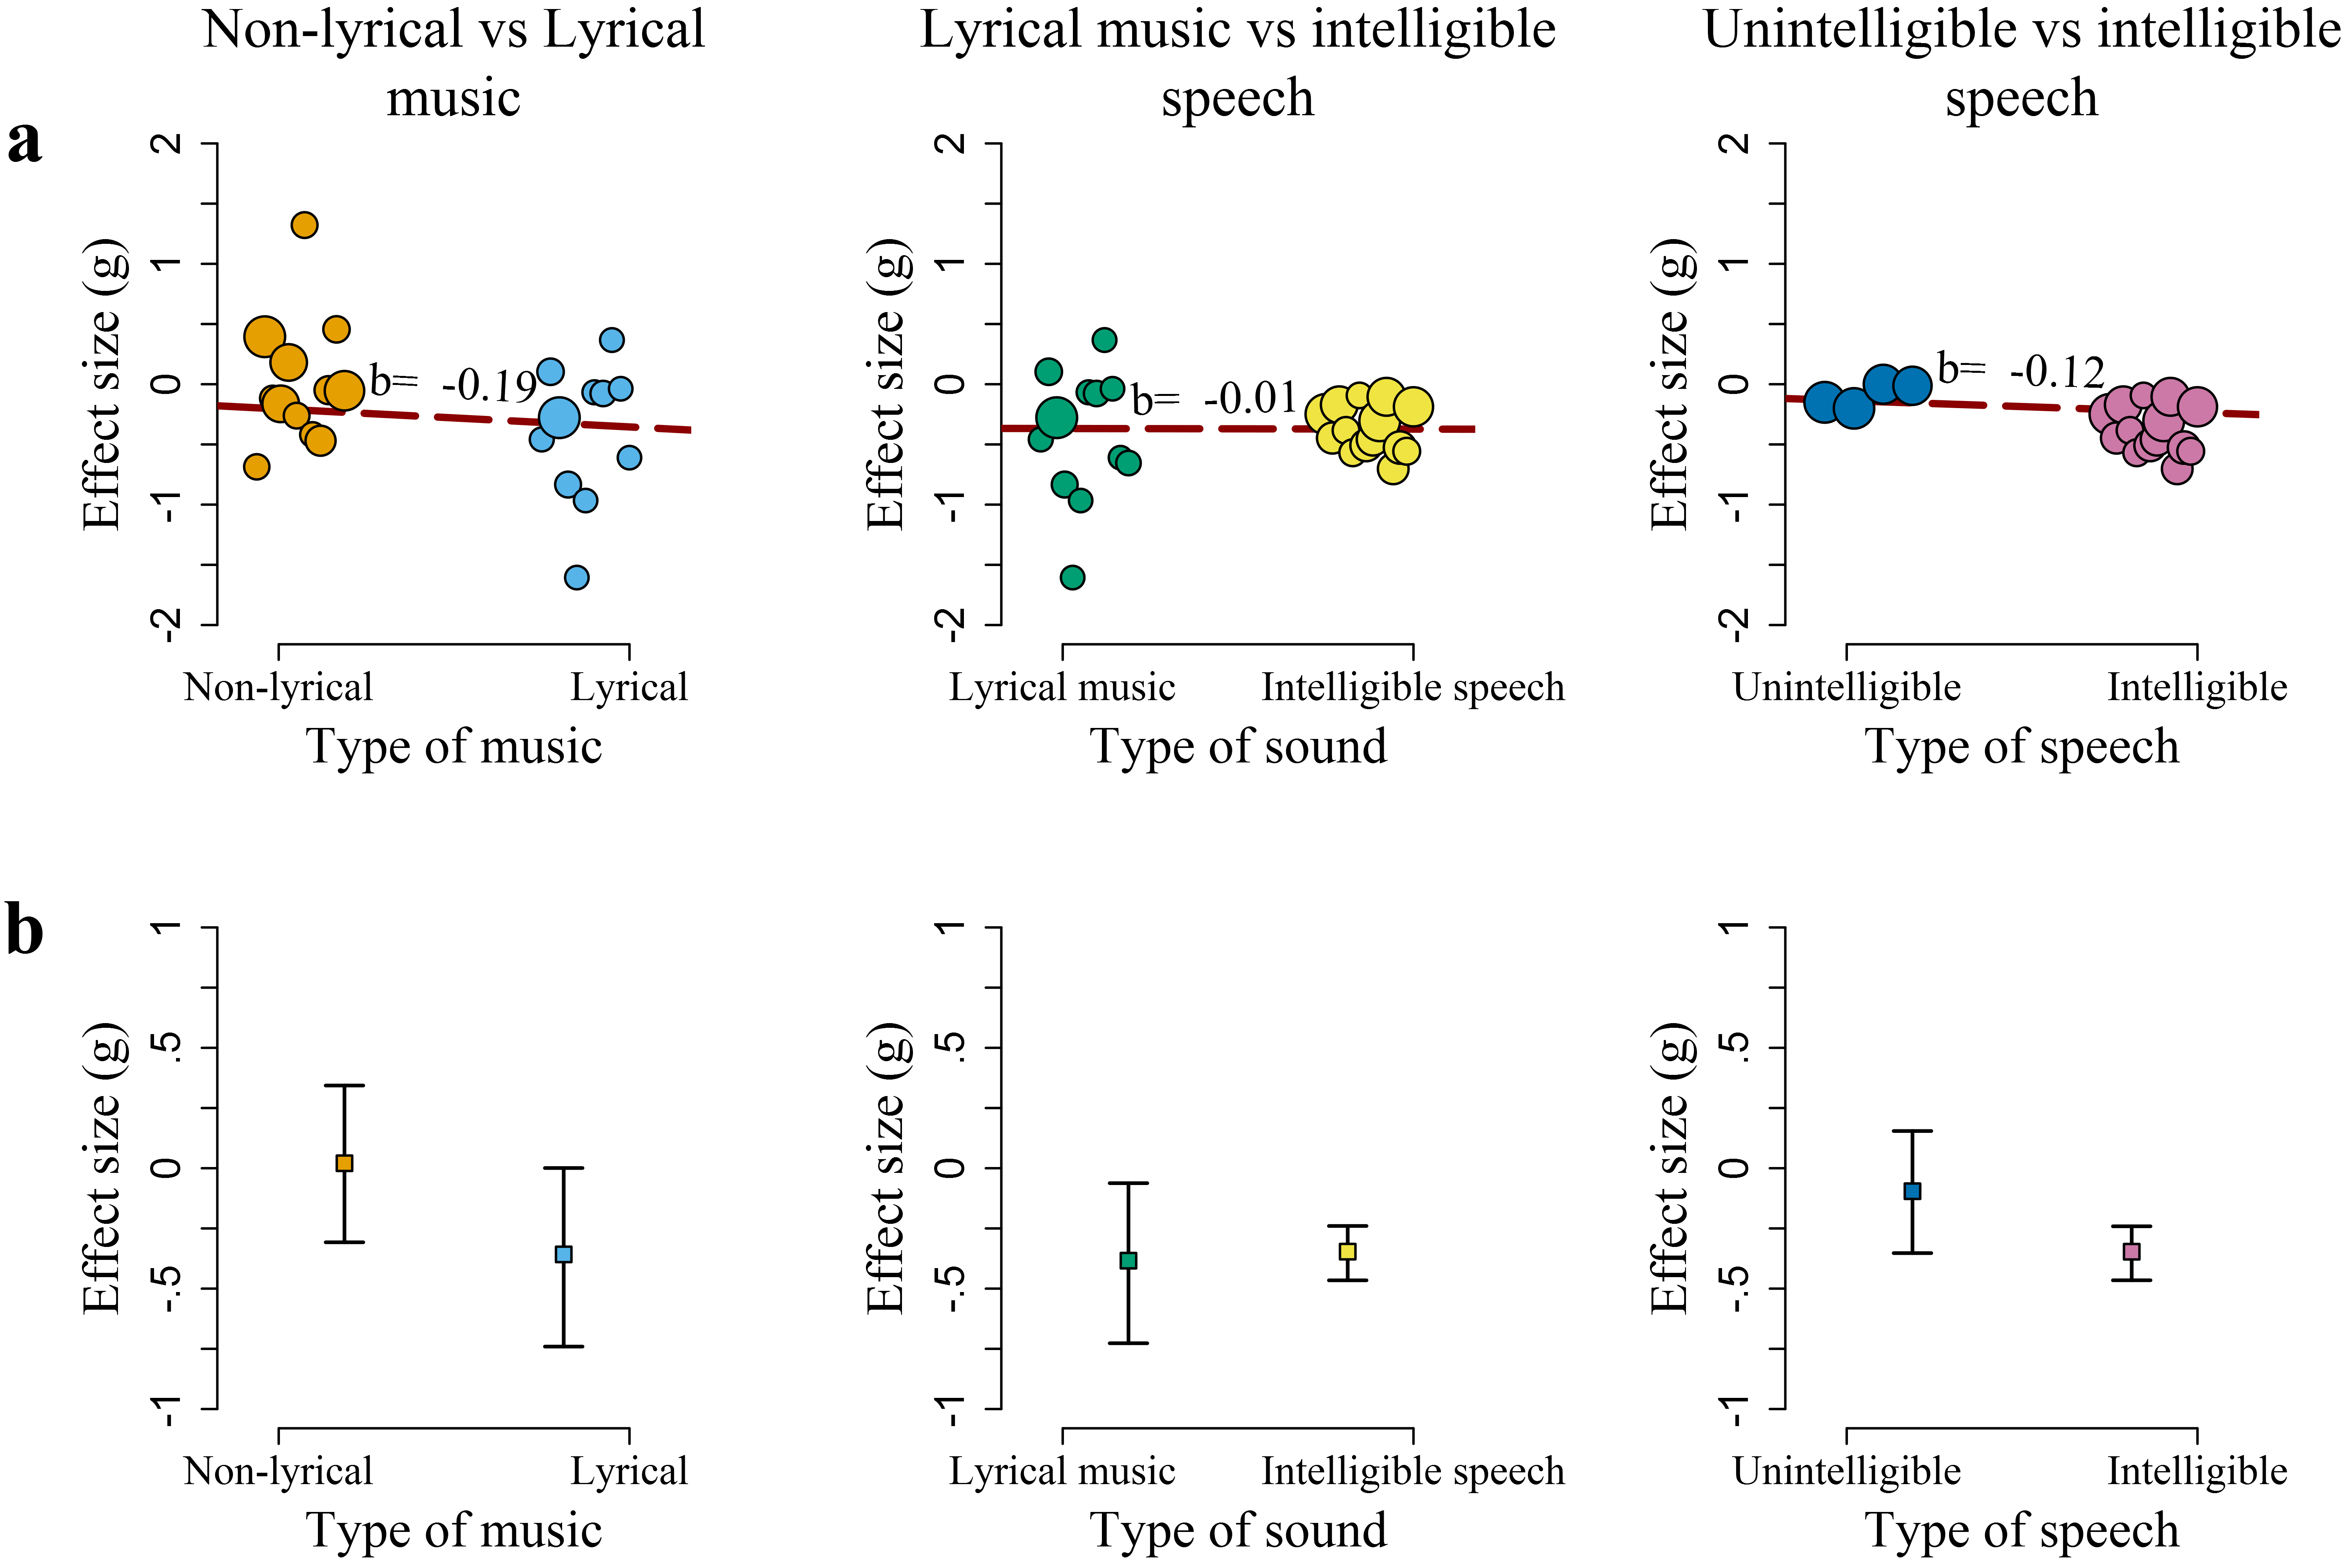 Non-lyrical vs Lyrical
music
Lyrical music vs intelligible
speech
Unintelligible vs intelligible
speech
a
2
1
0
-1
-2
Effect size (g)
b= -0.19
Non-lyrical
Lyrical
Type of music
2
1
0
-1
-2
Effect size (g)
b= -0.01
Lyrical music
Intelligible speech
Type of sound
2
1
0
-1
-2
Effect size (g)
b= -0.12
Unintelligible
Intelligible
Type of speech
b
1
.5
0
-.5
-1
Effect size (g)
Non-lyrical
Lyrical
Type of music
1
.5
0
-.5
-1
Effect size (g)
Lyrical music
Intelligible speech
Type of sound
1
.5
0
-.5
-1
Effect size (g)
Unintelligible
Intelligible
Type of speech